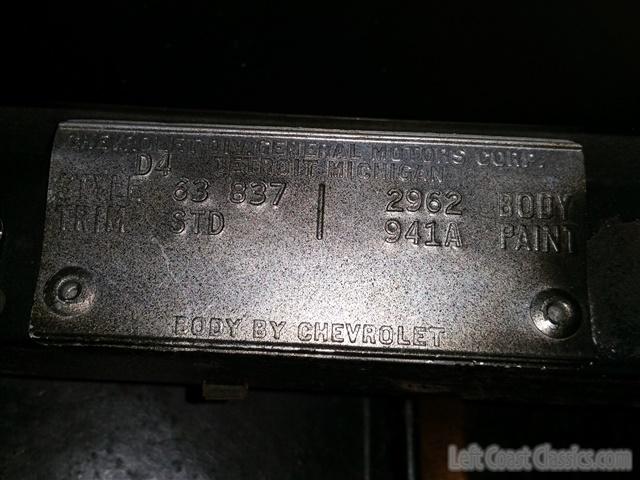 CHEVROLET DIV. GENERAL MOTORS CORP.
D4 DETROIT, MICHIGAN
STYLE 63 837 | 2962 BODY
TRIM STD | 941A PAINT
BODY BY CHEVROLET
Left Coast Classics.com